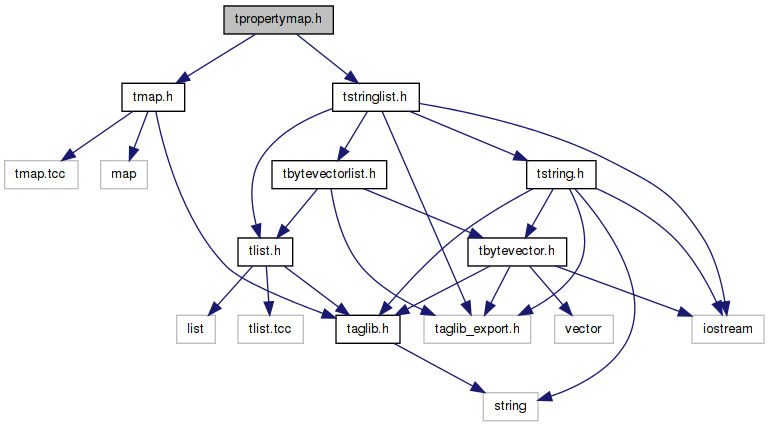 tpropertymap.h
tmap.h
tstringlist.h
tmap.tcc
map
tbytevectorlist.h
tstring.h
tlist.h
tbytevector.h
list
tlist.tcc
taglib.h
taglib_export.h
vector
iostream
string